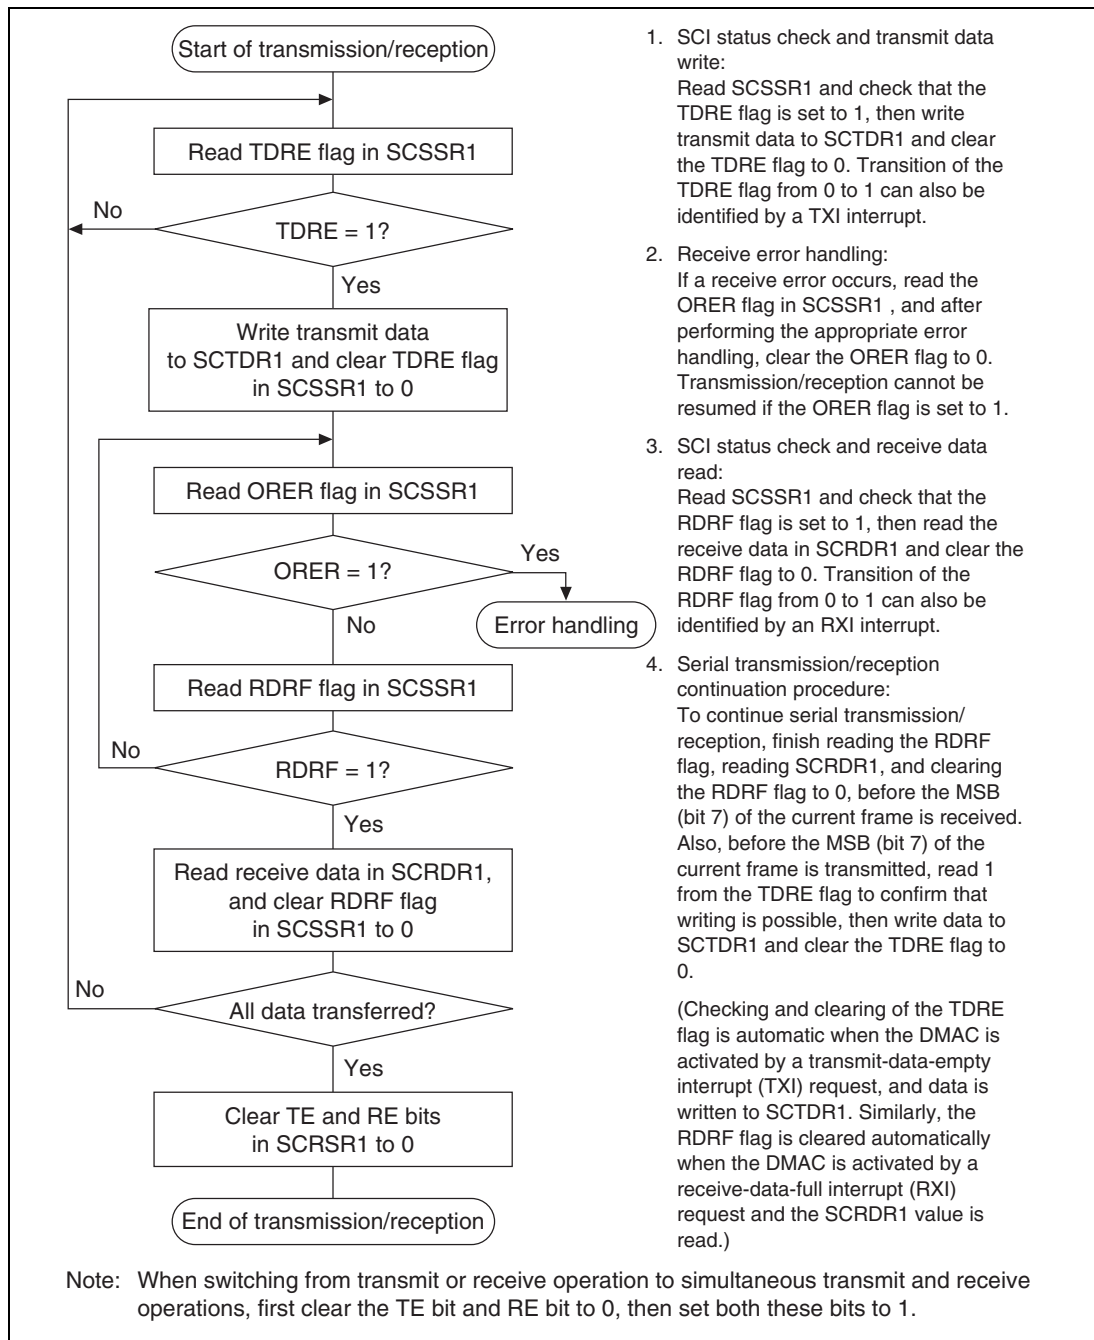 Start of transmission/reception
Read TDRE flag in SCSSR1
No
TDRE = 1?
Yes
Write transmit data
to SCTDR1 and clear TDRE flag
in SCSSR1 to 0
Read ORER flag in SCSSR1
Yes
ORER = 1?
Error handling
No
Read RDRF flag in SCSSR1
No
RDRF = 1?
Yes
Read receive data in SCRDR1,
and clear RDRF flag
in SCSSR1 to 0
No
All data transferred?
Yes
Clear TE and RE bits
in SCRSR1 to 0
End of transmission/reception
1. SCI status check and transmit data
write:
Read SCSSR1 and check that the
TDRE flag is set to 1, then write
transmit data to SCTDR1 and clear
the TDRE flag to 0. Transition of the
TDRE flag from 0 to 1 can also be
identified by a TXI interrupt.
2. Receive error handling:
If a receive error occurs, read the
ORER flag in SCSSR1 , and after
performing the appropriate error
handling, clear the ORER flag to 0.
Transmission/reception cannot be
resumed if the ORER flag is set to 1.
3. SCI status check and receive data
read:
Read SCSSR1 and check that the
RDRF flag is set to 1, then read the
receive data in SCRDR1 and clear the
RDRF flag to 0. Transition of the
RDRF flag from 0 to 1 can also be
identified by an RXI interrupt.
4. Serial transmission/reception
continuation procedure:
To continue serial transmission/
reception, finish reading the RDRF
flag, reading SCRDR1, and clearing
the RDRF flag to 0, before the MSB
(bit 7) of the current frame is received.
Also, before the MSB (bit 7) of the
current frame is transmitted, read 1
from the TDRE flag to confirm that
writing is possible, then write data to
SCTDR1 and clear the TDRE flag to
0.
(Checking and clearing of the TDRE
flag is automatic when the DMAC is
activated by a transmit-data-empty
interrupt (TXI) request, and data is
written to SCTDR1. Similarly, the
RDRF flag is cleared automatically
when the DMAC is activated by a
receive-data-full interrupt (RXI)
request and the SCRDR1 value is
read.)
Note: When switching from transmit or receive operation to simultaneous transmit and receive
operations, first clear the TE bit and RE bit to 0, then set both these bits to 1.